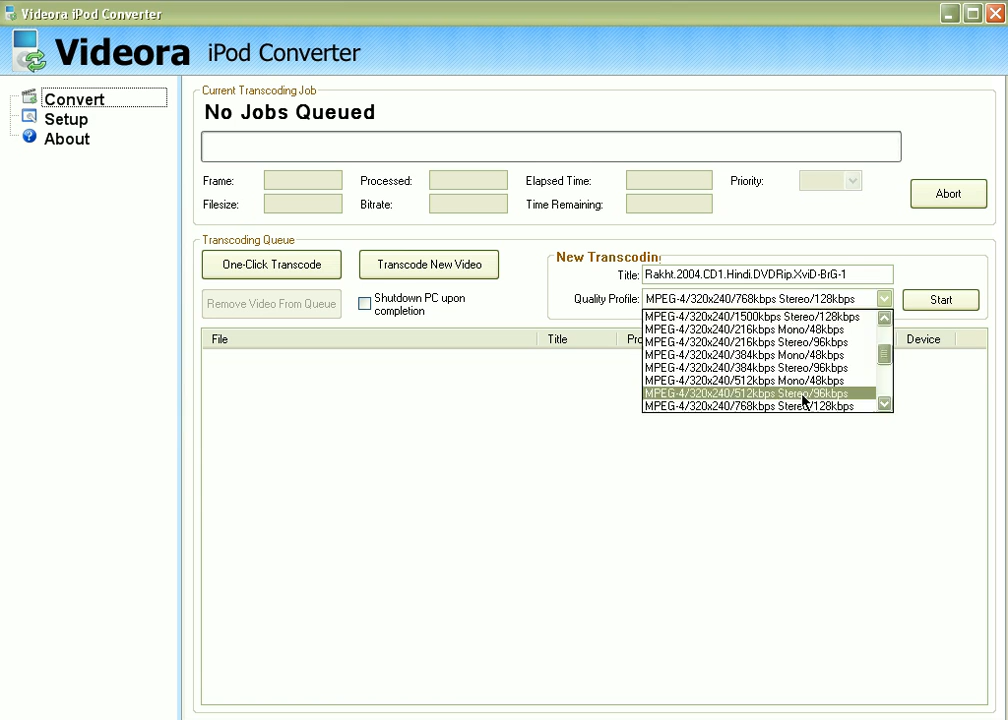 Videora iPod Converter
Videora iPod Converter
Convert
Setup
About
Current Transcoding Job
No Jobs Queued
Frame: Processed: Elapsed Time: Priority:
Filesize: Bitrate: Time Remaining:
Abort
Transcoding Queue
One-Click Transcode
Transcode New Video
Remove Video From Queue
Shutdown PC upon
completion
New Transcodin
Title: Rakht.2004.CD1.Hindi.DVDRip.XviD-BrG-1
Quality Profile: MPEG-4/320x240/768kbps Stereo/128kbps
Start
MPEG-4/320x240/1500kbps Stereo/128kbps
MPEG-4/320x240/216kbps Mono/48kbps
MPEG-4/320x240/216kbps Stereo/96kbps
MPEG-4/320x240/384kbps Mono/48kbps
MPEG-4/320x240/384kbps Stereo/96kbps
MPEG-4/320x240/512kbps Mono/48kbps
MPEG-4/320x240/512kbps Stereo/96kbps
MPEG-4/320x240/768kbps Stereo/128kbps
File Title Pro Device